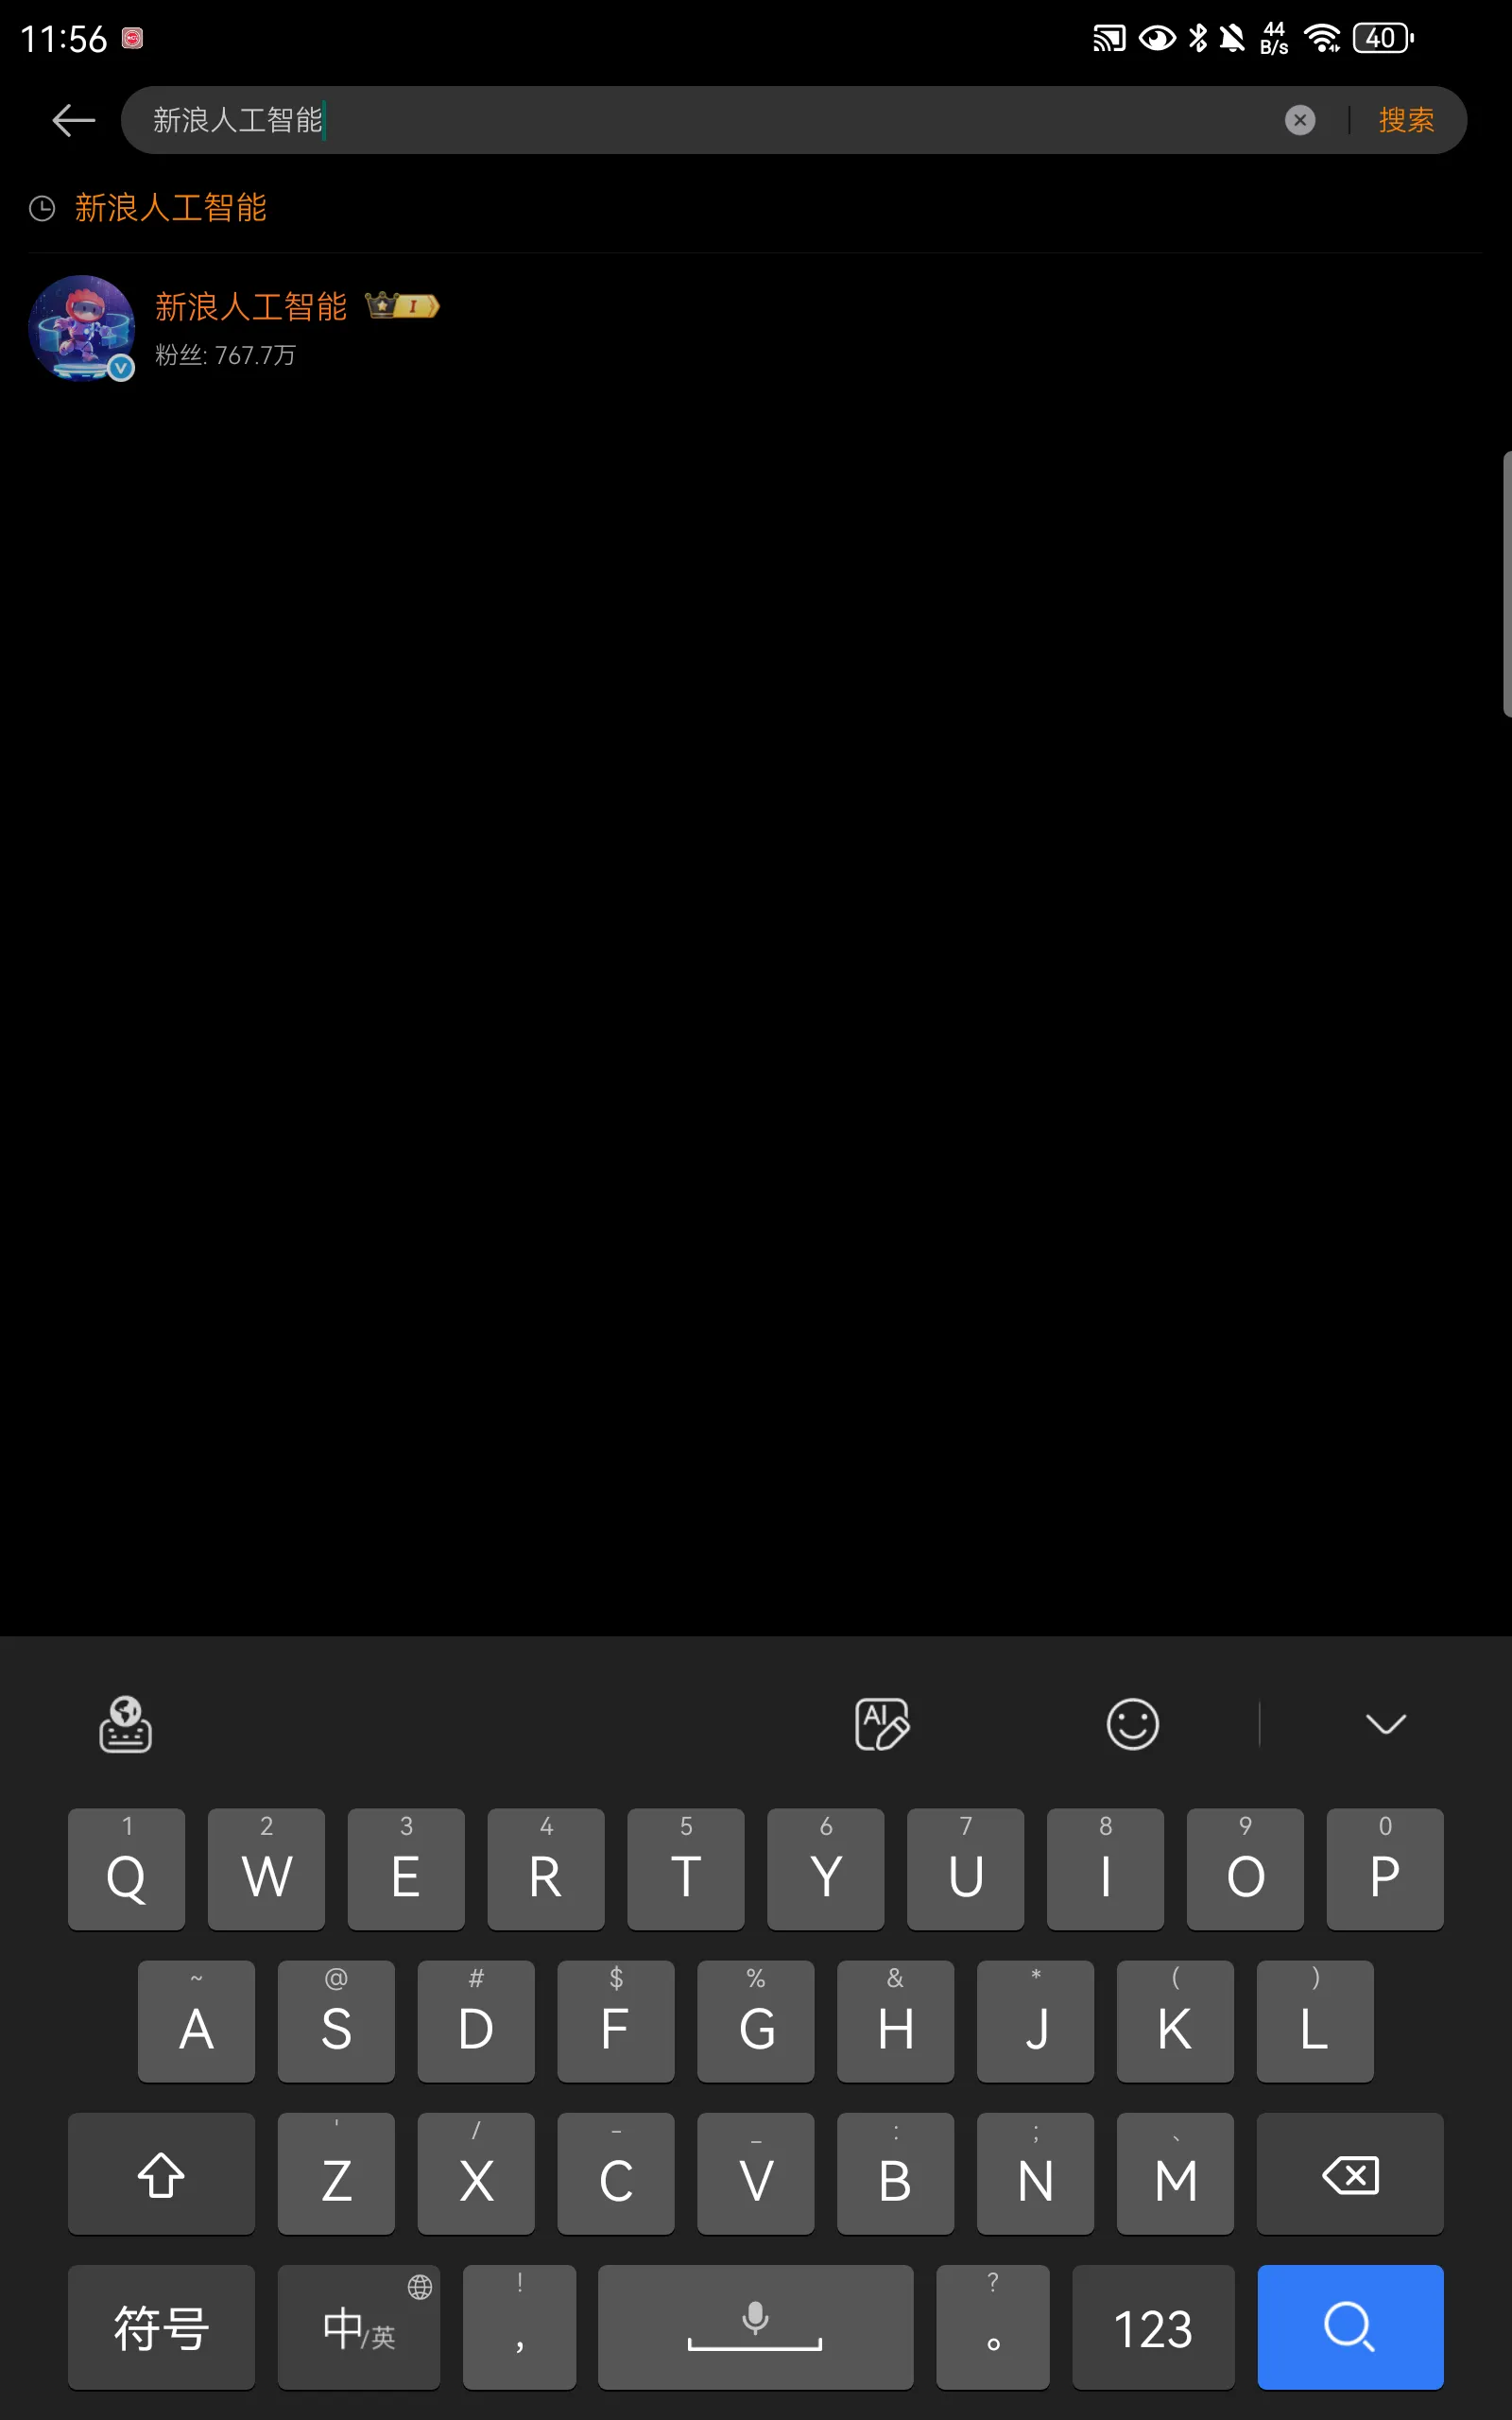 11:56 44 B/s 40
新浪人工智能 搜索
新浪人工智能
新浪人工智能 I
粉丝: 767.7万
AI
1 2 3 4 5 6 7 8 9 0
Q W E R T Y U I O P
~ @ # $ % & * ( )
A S D F G H J K L
' / - _ : ; 、
Z X C V B N M
! ?
符号 中/英 , 。 123